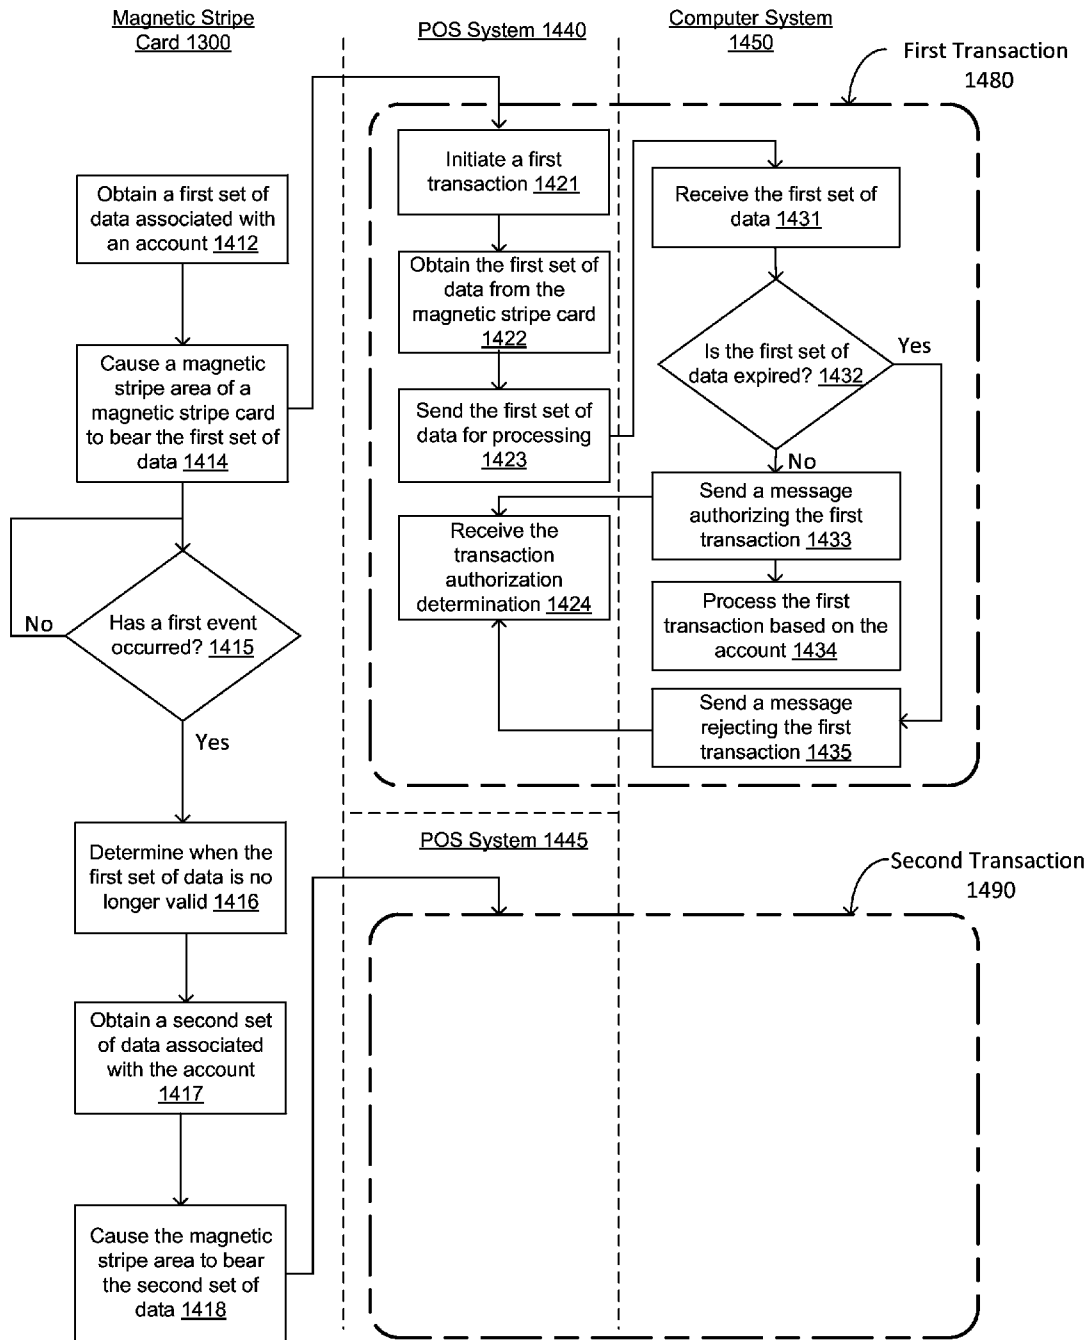 Magnetic Stripe
Card 1300
POS System 1440
Computer System
1450
First Transaction
1480
Obtain a first set of
data associated with
an account 1412
Cause a magnetic
stripe area of a
magnetic stripe card
to bear the first set of
data 1414
Has a first event
occurred? 1415
No
Yes
Determine when the
first set of data is no
longer valid 1416
Obtain a second set
of data associated
with the account
1417
Cause the magnetic
stripe area to bear
the second set of
data 1418
Initiate a first
transaction 1421
Obtain the first set of
data from the
magnetic stripe card
1422
Send the first set of
data for processing
1423
Receive the
transaction
authorization
determination 1424
Receive the first set of
data 1431
Is the first set of
data expired? 1432
Yes
No
Send a message
authorizing the first
transaction 1433
Process the first
transaction based on the
account 1434
Send a message
rejecting the first
transaction 1435
POS System 1445
Second Transaction
1490